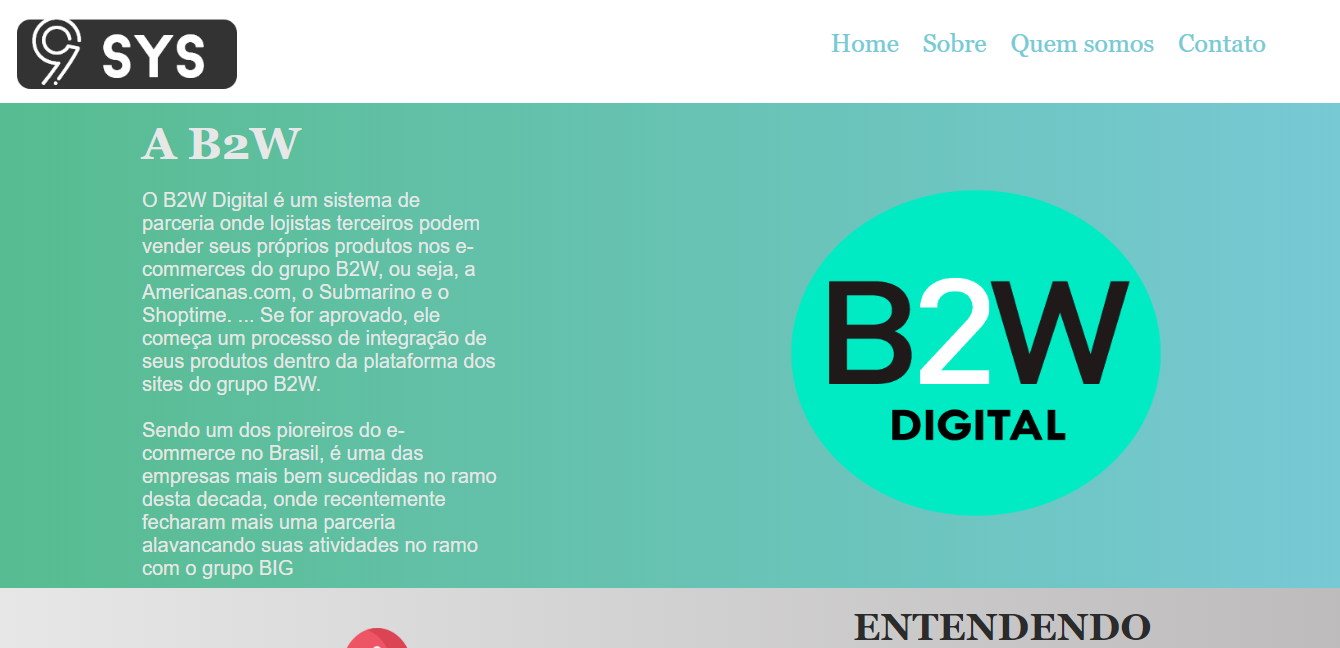 9 SYS
Home Sobre Quem somos Contato
A B2W
O B2W Digital é um sistema de
parceria onde lojistas terceiros podem
vender seus próprios produtos nos e-
commerces do grupo B2W, ou seja, a
Americanas.com, o Submarino e o
Shoptime. ... Se for aprovado, ele
começa um processo de integração de
seus produtos dentro da plataforma dos
sites do grupo B2W.
Sendo um dos pioreiros do e-
commerce no Brasil, é uma das
empresas mais bem sucedidas no ramo
desta decada, onde recentemente
fecharam mais uma parceria
alavancando suas atividades no ramo
com o grupo BIG
B2W
DIGITAL
ENTENDENDO